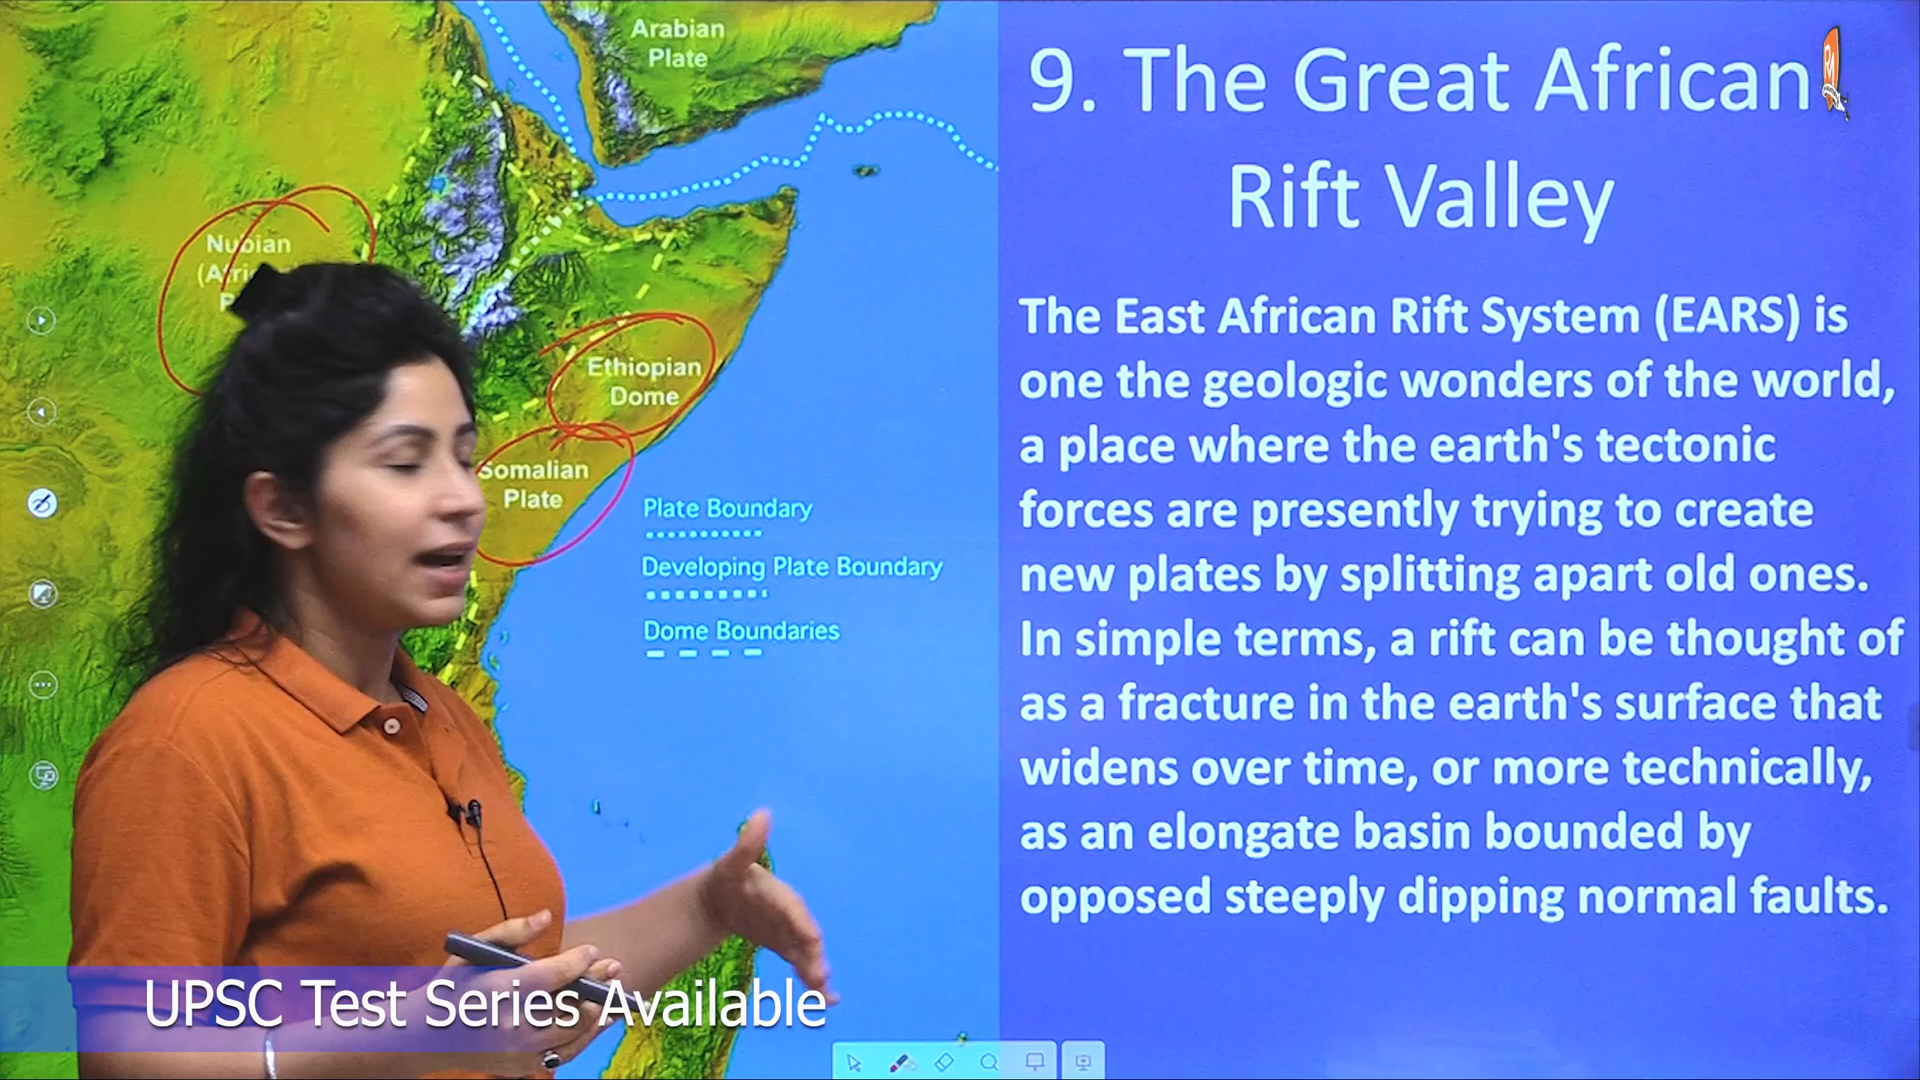 Arabian
Plate
9. The Great African
Rift Valley
Nubian
Ethiopian
Dome
Somalian
Plate
Plate Boundary
Developing Plate Boundary
Dome Boundaries
The East African Rift System (EARS) is
one the geologic wonders of the world,
a place where the earth's tectonic
forces are presently trying to create
new plates by splitting apart old ones.
In simple terms, a rift can be thought of
as a fracture in the earth's surface that
widens over time, or more technically,
as an elongate basin bounded by
opposed steeply dipping normal faults.
UPSC Test Series Available